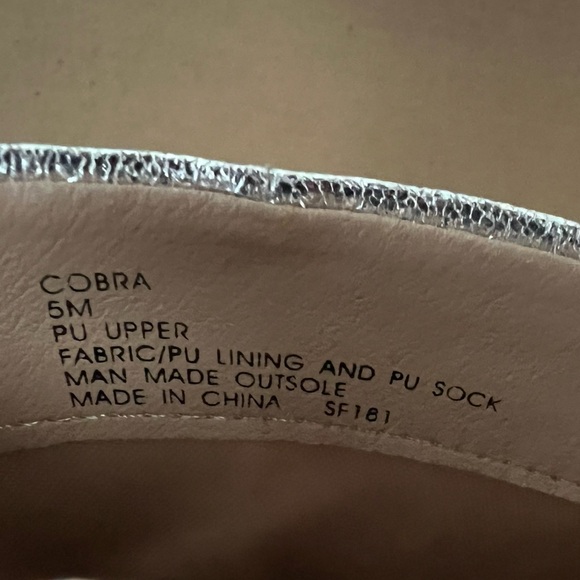 COBRA
5M
PU UPPER
FABRIC/PU LINING AND PU SOCK
MAN MADE OUTSOLE
MADE IN CHINA SF181